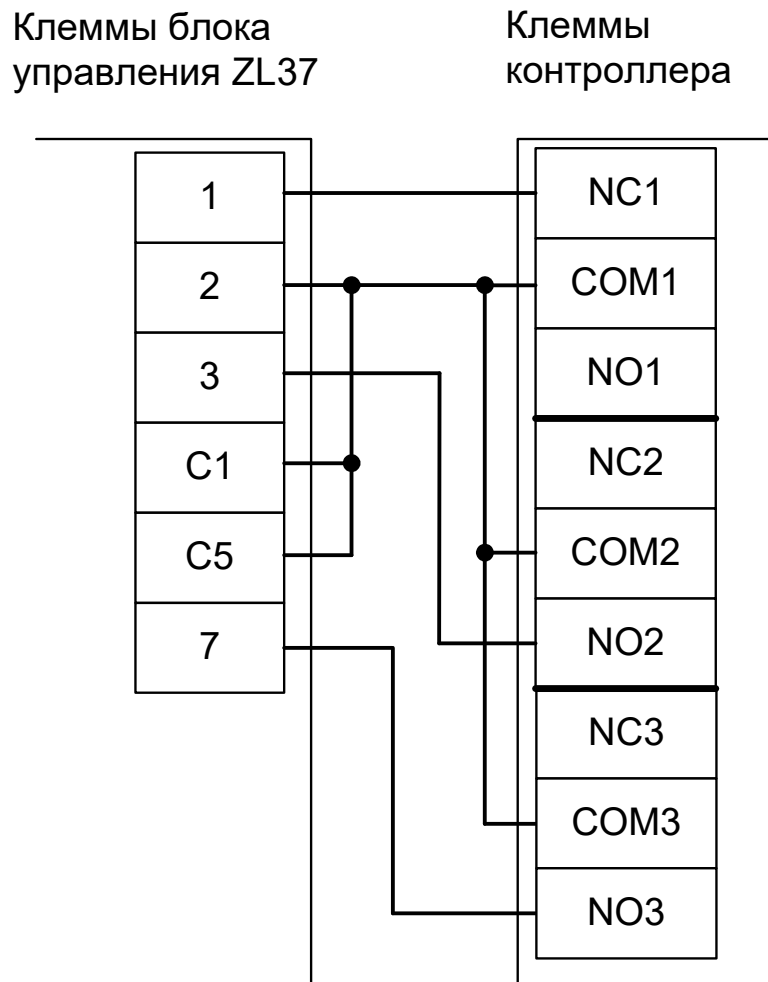 Клеммы блока
управления ZL37
Клеммы
контроллера
1
2
3
C1
C5
7
NC1
COM1
NO1
NC2
COM2
NO2
NC3
COM3
NO3